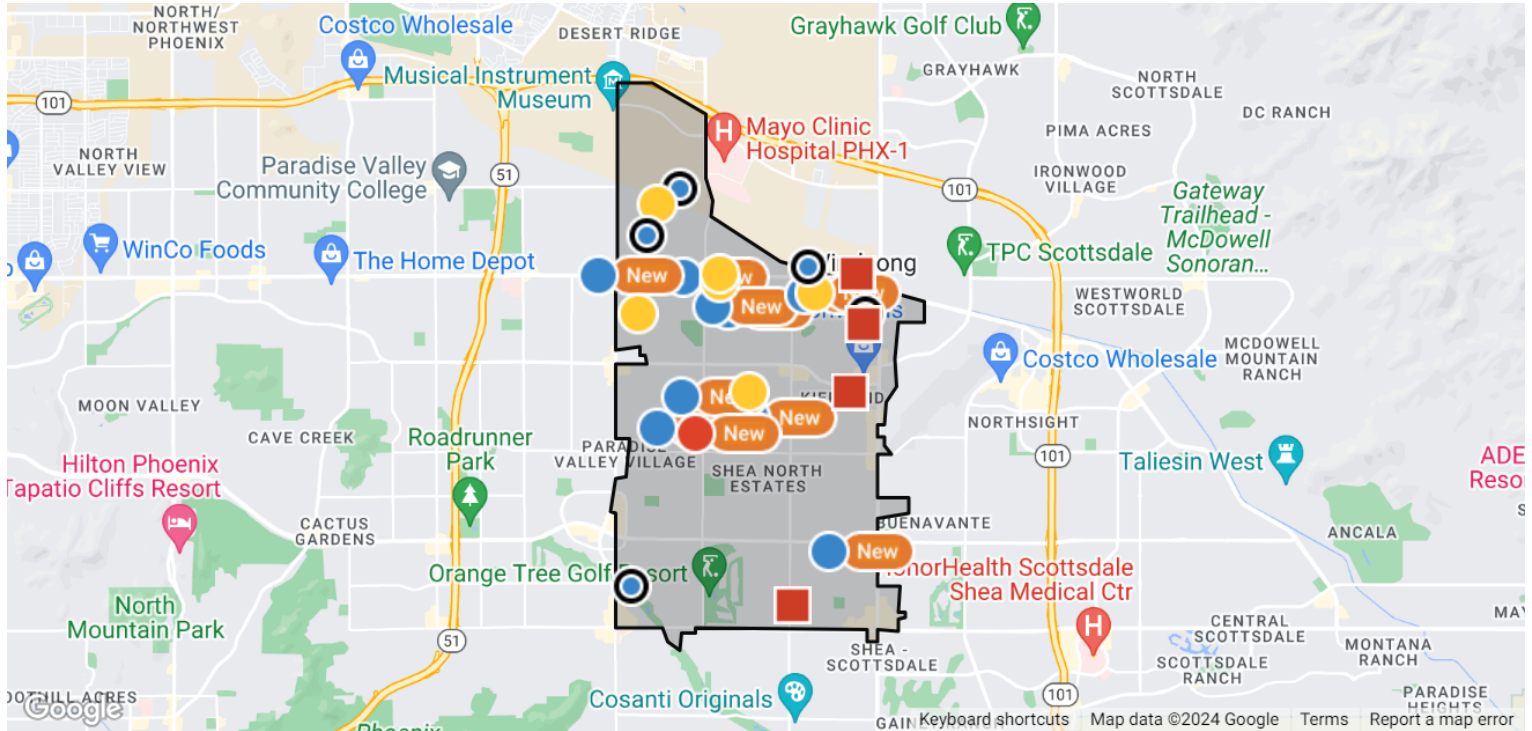 NORTH/
NORTHWEST
PHOENIX
Costco Wholesale
DESERT RIDGE
Grayhawk Golf Club
GRAYHAWK
Musical Instrument
Museum
NORTH
SCOTTSDALE
101
DC RANCH
Mayo Clinic
Hospital PHX-1
PIMA ACRES
NORTH
VALLEY VIEW
Paradise Valley
Community College
51
101
IRONWOOD
VILLAGE
Gateway
Trailhead -
McDowell
Sonoran...
WinCo Foods
The Home Depot
TPC Scottsdale
New
New
WESTWORLD
SCOTTSDALE
New
Costco Wholesale
MCDOWELL
MOUNTAIN
RANCH
MOON VALLEY
CAVE CREEK
New
NORTHSIGHT
Roadrunner
Park
New
PARADISE
VALLEY VILLAGE
101
Taliesin West
Hilton Phoenix
Tapatio Cliffs Resort
SHEA NORTH
ESTATES
CACTUS
GARDENS
BUENAVANTE
ANCALA
New
Orange Tree Golf Resort
HonorHealth Scottsdale
Shea Medical Ctr
North
Mountain Park
51
CENTRAL
SCOTTSDALE
MONTANA
RANCH
SHEA -
SCOTTSDALE
SCOTTSDALE
RANCH
101
Cosanti Originals
PARADISE
HEIGHTS
Google
Phoenix
Keyboard shortcuts
Map data ©2024 Google
Terms
Report a map error